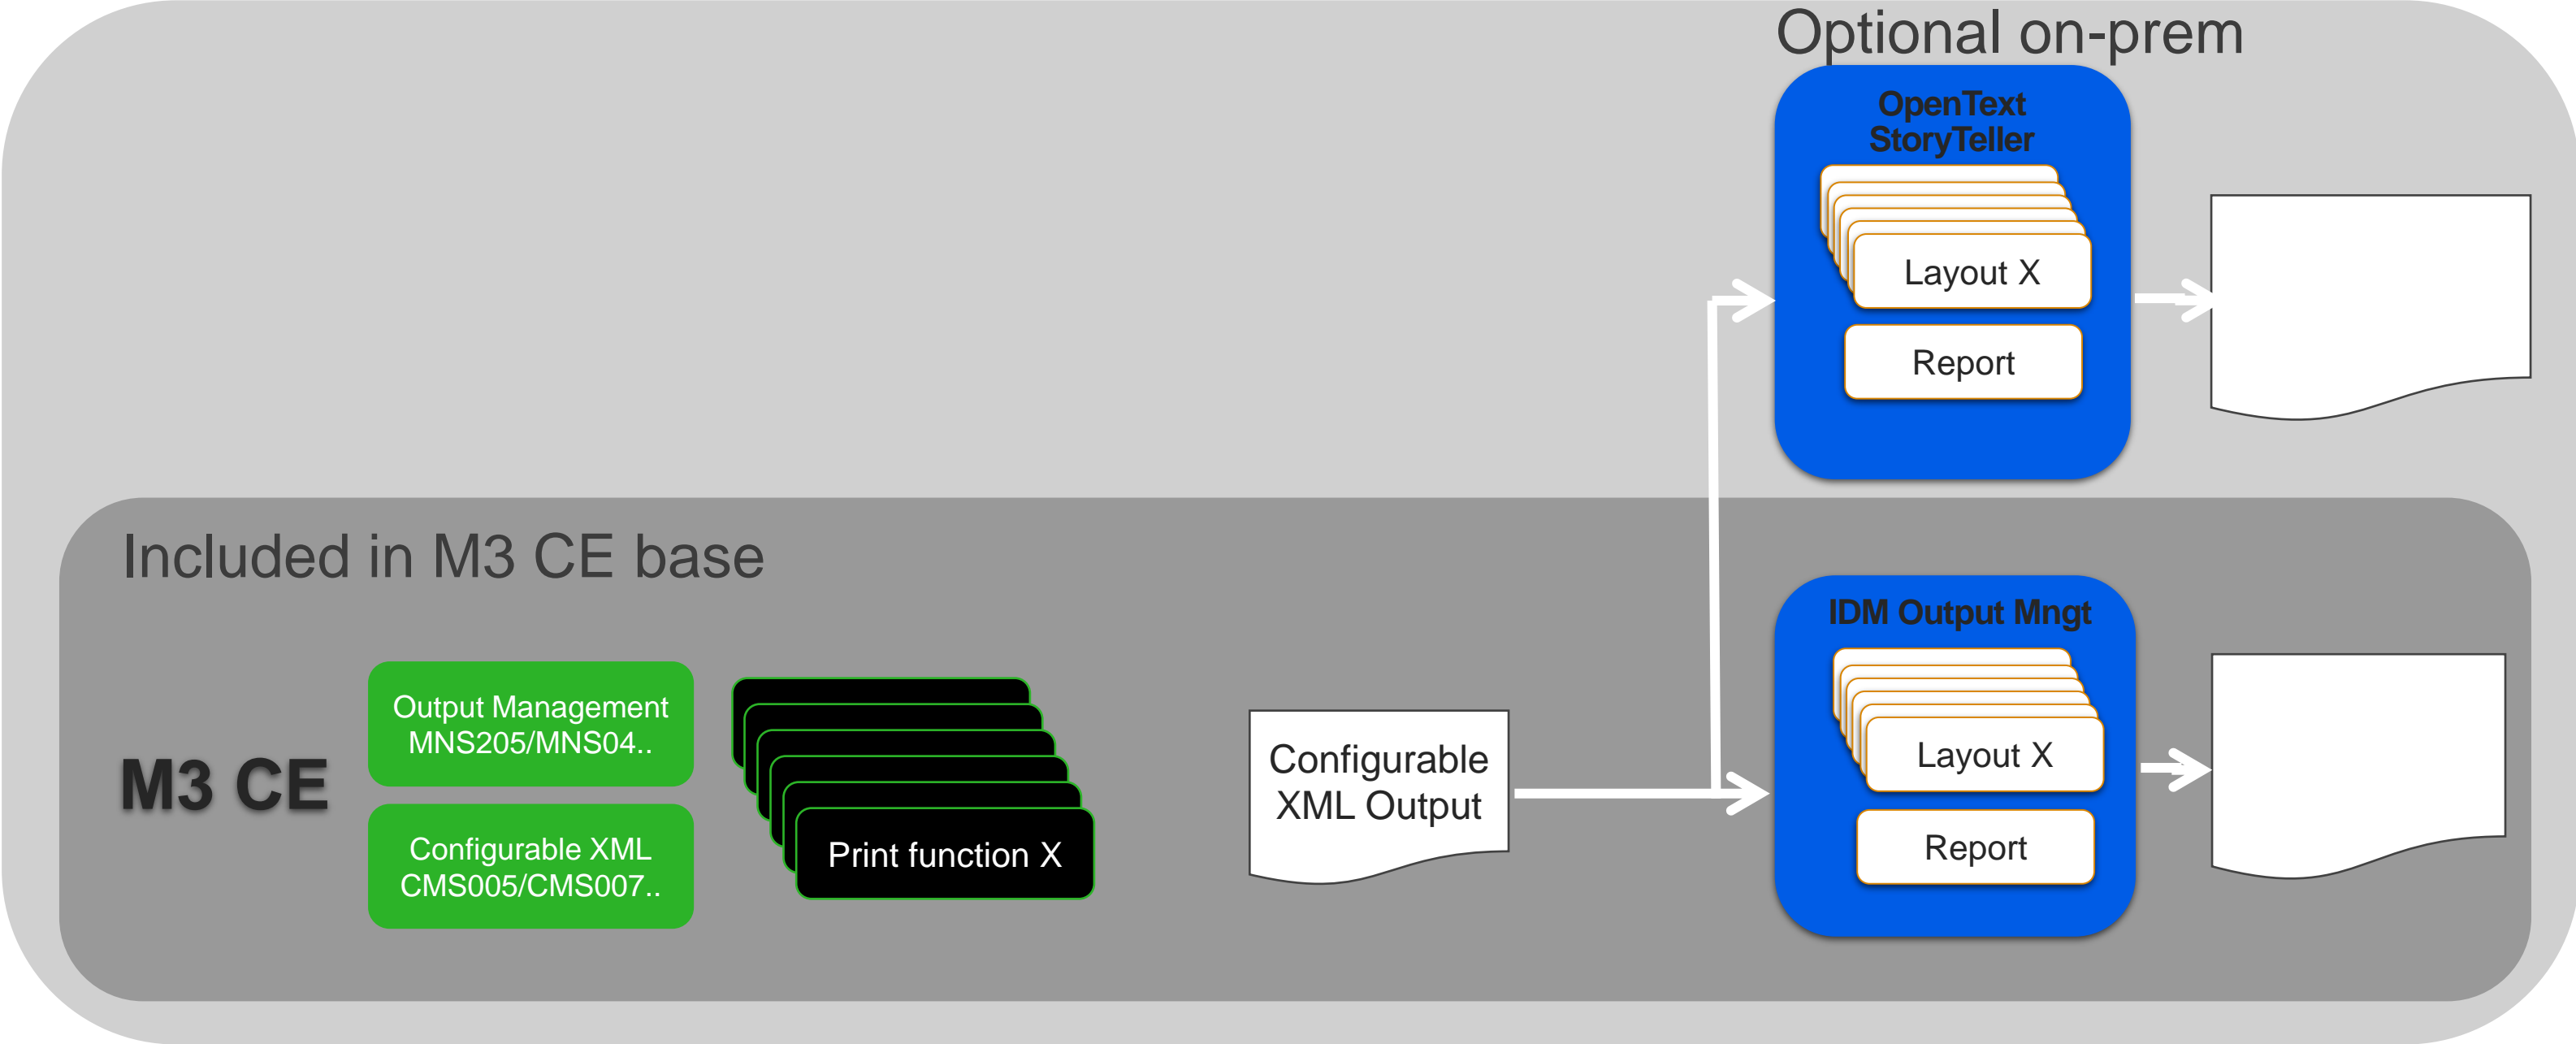 Optional on-prem
OpenText
StoryTeller
Layout X
Report
Included in M3 CE base
M3 CE
Output Management
MNS205/MNS04..
Configurable XML
CMS005/CMS007..
Print function X
Configurable
XML Output
IDM Output Mngt
Layout X
Report